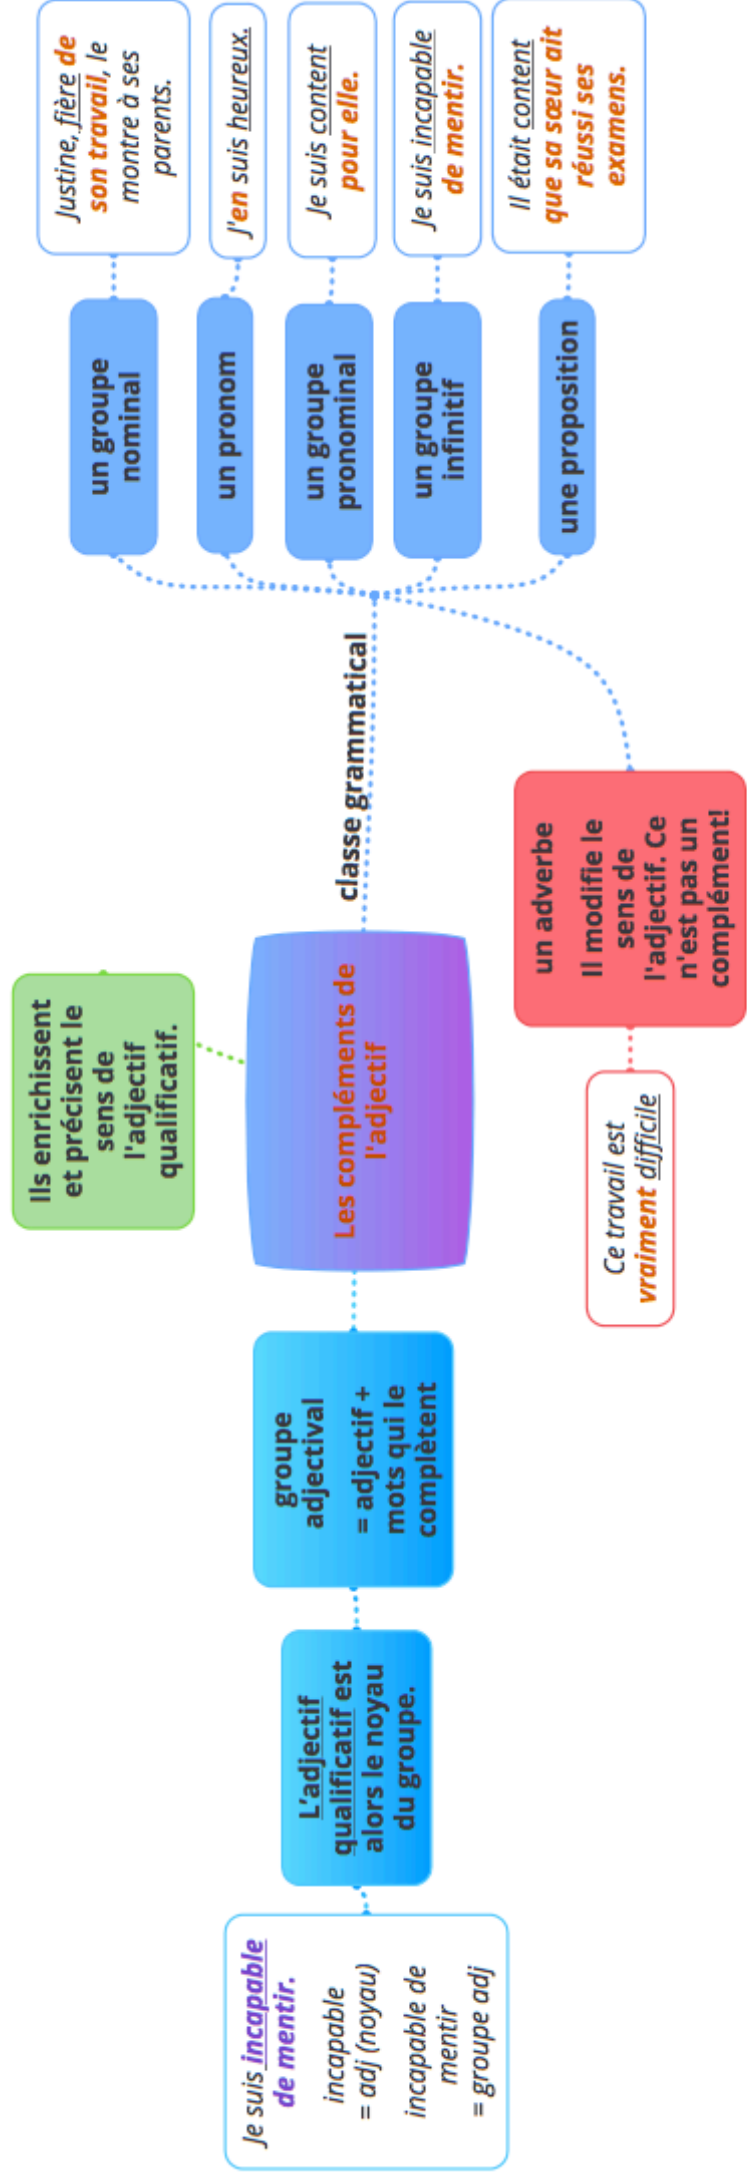 Ils enrichissent
et précisent le
sens de
l'adjectif
qualificatif.
Les compléments de
l'adjectif
classe grammatical
un groupe
nominal
Justine, fière de
son travail, le
montre à ses
parents.
un pronom
J'en suis heureux.
un groupe
pronominal
Je suis content
pour elle.
un groupe
infinitif
Je suis incapable
de mentir.
une proposition
Il était content
que sa sœur ait
réussi ses
examens.
un adverbe
Il modifie le
sens de
l'adjectif. Ce
n'est pas un
complément!
Ce travail est
vraiment difficile
groupe
adjectival
= adjectif +
mots qui le
complètent
L'adjectif
qualificatif est
alors le noyau
du groupe.
Je suis incapable
de mentir.
incapable
= adj (noyau)
incapable de
mentir
= groupe adj